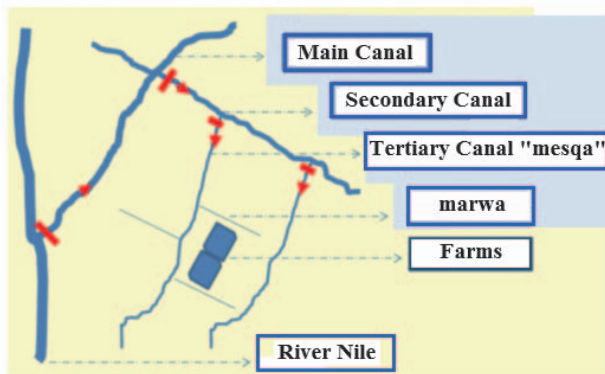 Main Canal
Secondary Canal
Tertiary Canal "mesqa"
marwa
Farms
River Nile